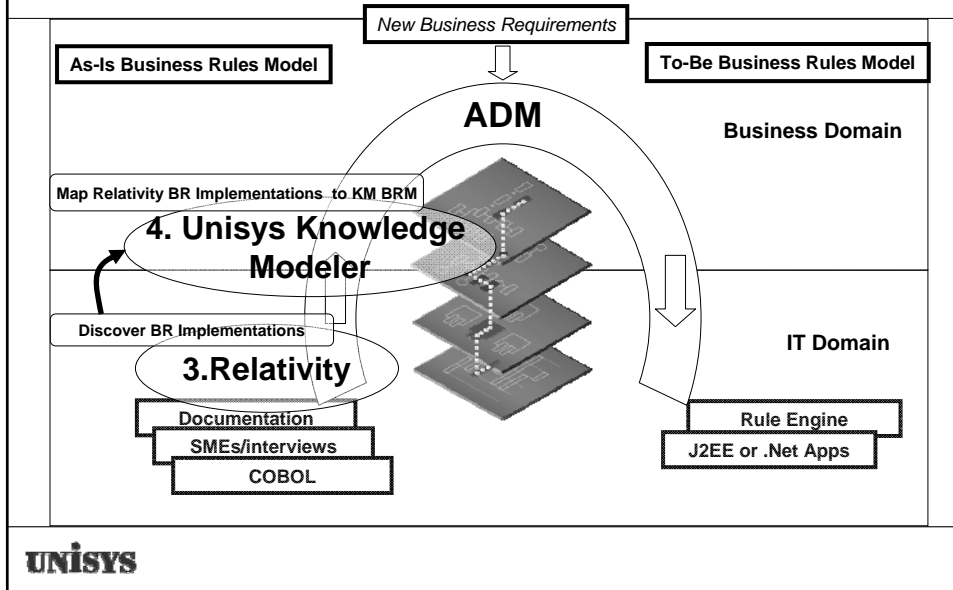 New Business Requirements
As-Is Business Rules Model
To-Be Business Rules Model
ADM
Business Domain
Map Relativity BR Implementations to KM BRM
4. Unisys Knowledge
Modeler
Discover BR Implementations
IT Domain
3.Relativity
Documentation
SMEs/interviews
COBOL
Rule Engine
J2EE or .Net Apps
UNISYS